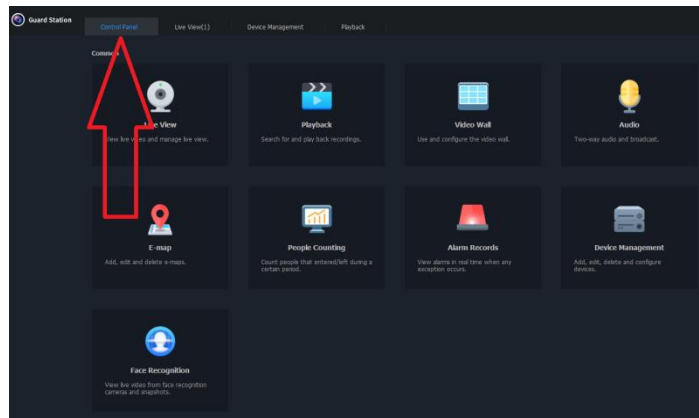 Guard Station
Control Panel
Live View(1)
Device Management
Playback
Common
Live View
View live video and manage live view.
Playback
Search for and play back recordings.
Video Wall
Use and configure the video wall.
Audio
Two-way audio and broadcast.
E-map
Add, edit and delete e-maps.
People Counting
Count people that entered/left during a
certain period.
Alarm Records
View alarms in real time when any
exception occurs.
Device Management
Add, edit, delete and configure
devices.
Face Recognition
View live video from face recognition
cameras and snapshots.